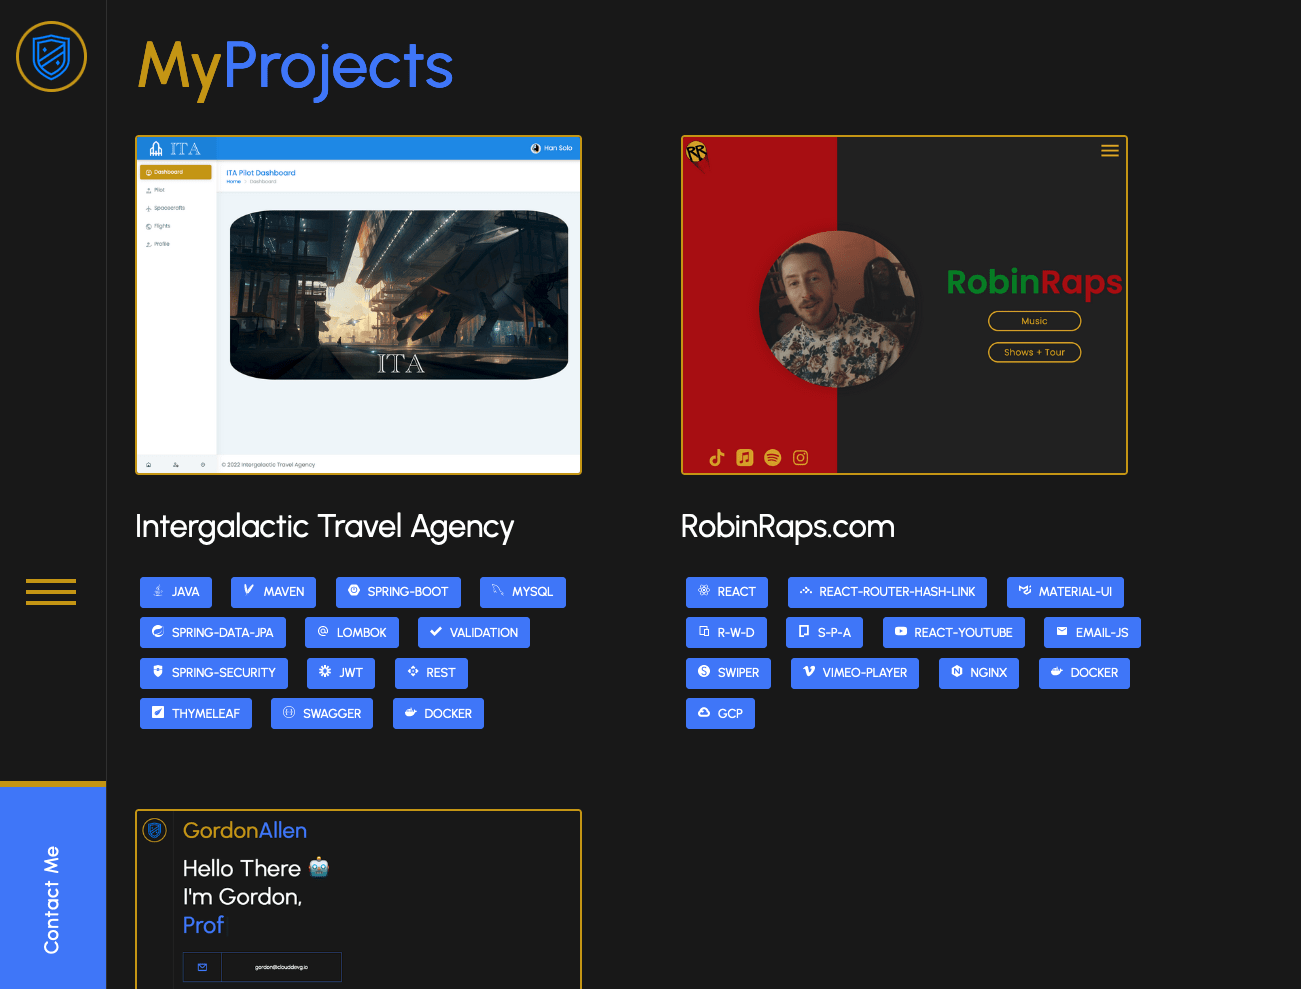 MyProjects
ITA
Han Solo
Dashboard
ITA Pilot Dashboard
Home › Dashboard
Pilot
Spacecrafts
Flights
Profile
ITA
© 2022 Intergalactic Travel Agency
RR
RobinRaps
Music
Shows + Tour
Intergalactic Travel Agency
JAVA MAVEN SPRING-BOOT MYSQL
SPRING-DATA-JPA LOMBOK VALIDATION
SPRING-SECURITY JWT REST
THYMELEAF SWAGGER DOCKER
RobinRaps.com
REACT REACT-ROUTER-HASH-LINK MATERIAL-UI
R-W-D S-P-A REACT-YOUTUBE EMAIL-JS
SWIPER VIMEO-PLAYER NGINX DOCKER
GCP
GordonAllen
Hello There
I'm Gordon,
Prof
gordon@clouddevg.io
Contact Me